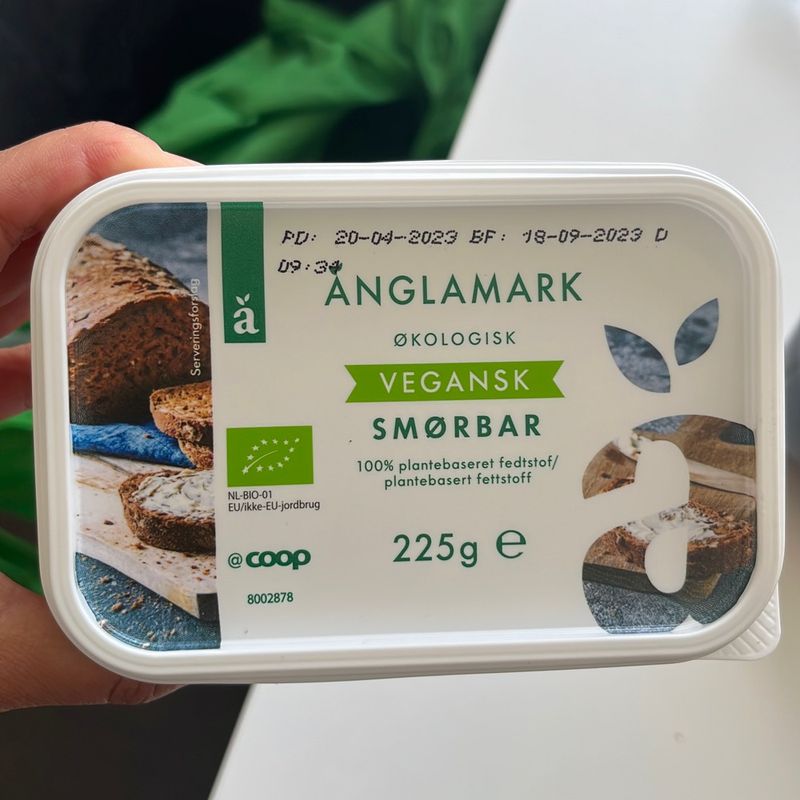 PD: 20-04-2023 BF: 18-09-2023 D
09:34
ÄNGLAMARK
ä
ØKOLOGISK
VEGANSK
SMØRBAR
100% plantebaseret fedtstof/
plantebasert fettstoff
225g ℮
Serveringsforslag
NL-BIO-01
EU/ikke-EU-jordbrug
@coop
8002878
ä